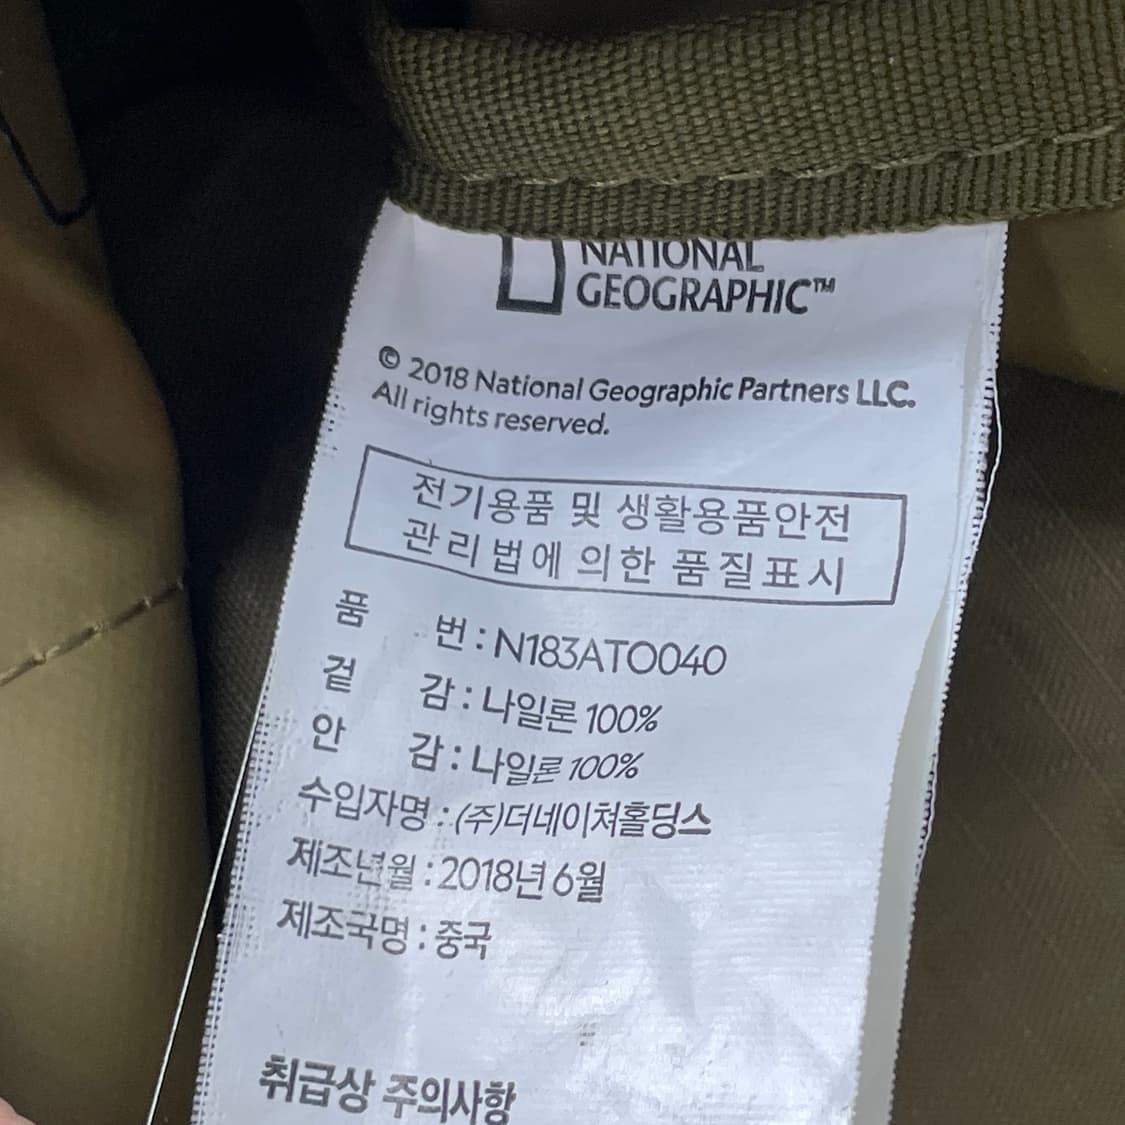 NATIONAL
GEOGRAPHIC™
© 2018 National Geographic Partners LLC.
All rights reserved.
전기용품 및 생활용품안전
관리법에 의한 품질표시
품 번 : N183ATO040
겉 감 : 나일론 100%
안 감 : 나일론 100%
수입자명 : (주)더네이쳐홀딩스
제조년월 : 2018년 6월
제조국명 : 중국
취급상 주의사항